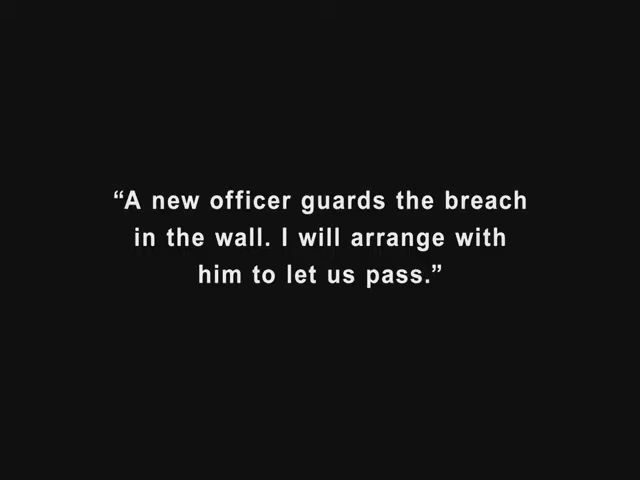 “A new officer guards the breach
in the wall. I will arrange with
him to let us pass.”